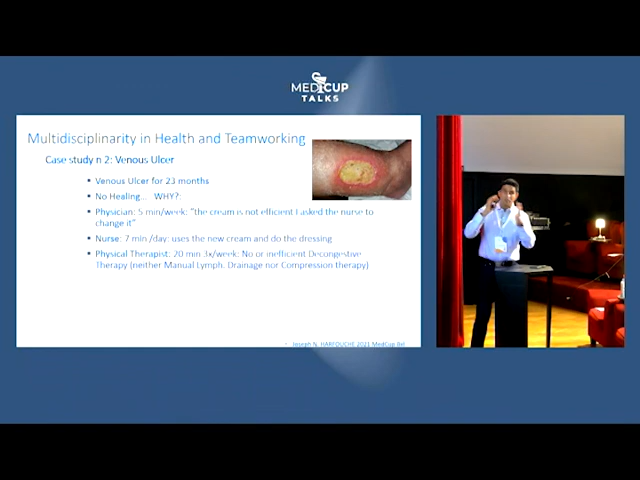 MEDICUP
TALKS
Multidisciplinarity in Health and Teamworking
Case study n 2: Venous Ulcer
▪ Venous Ulcer for 23 months
▪ No Healing... WHY?:
▪ Physician: 5 min/week: "the cream is not efficient I asked the nurse to
change it"
▪ Nurse: 7 min /day: uses the new cream and do the dressing
▪ Physical Therapist: 20 min 3x/week: No or inefficient Decongestive
Therapy (neither Manual Lymph. Drainage nor Compression therapy)
Joseph N. HARFOUCHE 2021 MedCup